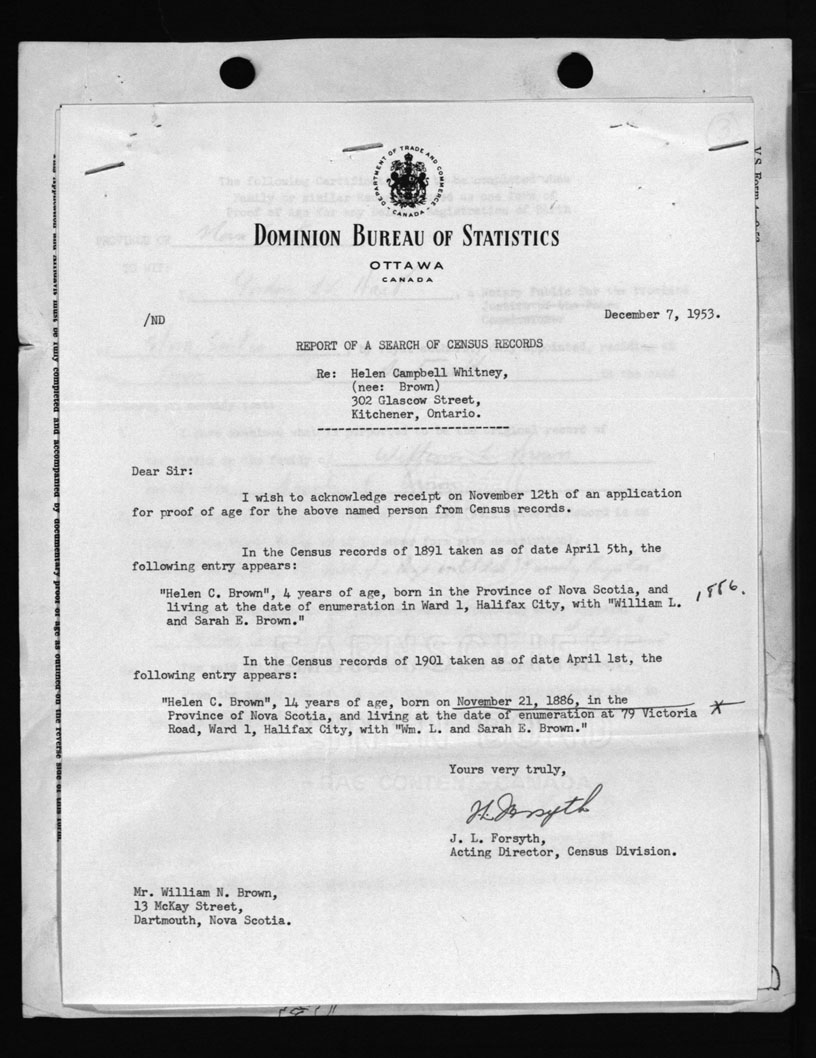 DEPARTMENT OF TRADE AND COMMERCE
CANADA
DOMINION BUREAU OF STATISTICS
OTTAWA
CANADA
/ND
December 7, 1953.
REPORT OF A SEARCH OF CENSUS RECORDS
Re: Helen Campbell Whitney,
(nee: Brown)
302 Glascow Street,
Kitchener, Ontario.
Dear Sir:
I wish to acknowledge receipt on November 12th of an application
for proof of age for the above named person from Census records.
In the Census records of 1891 taken as of date April 5th, the
following entry appears:
"Helen C. Brown", 4 years of age, born in the Province of Nova Scotia, and
living at the date of enumeration in Ward 1, Halifax City, with "William L.
and Sarah E. Brown."
1886.
In the Census records of 1901 taken as of date April 1st, the
following entry appears:
"Helen C. Brown", 14 years of age, born on November 21, 1886, in the
Province of Nova Scotia, and living at the date of enumeration at 79 Victoria
Road, Ward 1, Halifax City, with "Wm. L. and Sarah E. Brown."
Yours very truly,
J. L. Forsyth,
Acting Director, Census Division.
Mr. William N. Brown,
13 McKay Street,
Dartmouth, Nova Scotia.